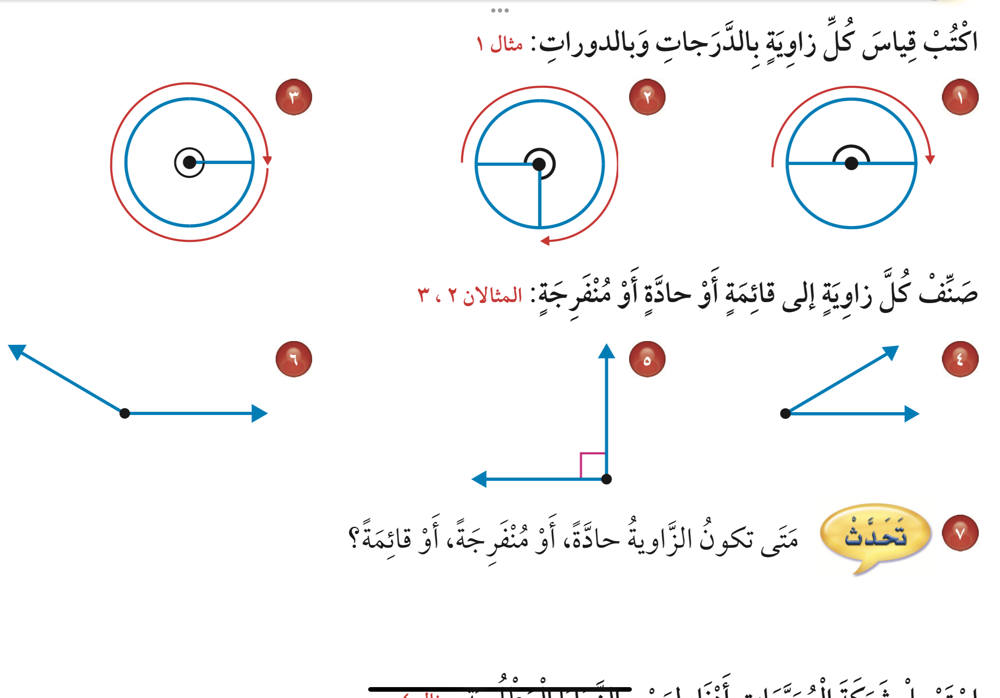 اكْتُبْ قِياسَ كُلِّ زاوِيَةٍ بِالدَّرَجاتِ وَبالدوراتِ: مثال ١
١
٢
٣
صَنِّفْ كُلَّ زاوِيَةٍ إلى قائِمَةٍ أَوْ حادَّةٍ أَوْ مُنْفَرِجَةٍ: المثالان ٢ ، ٣
٤
٥
٦
٧ تَحَدَّثْ مَتَى تكونُ الزَّاويةُ حادَّةً، أَوْ مُنْفَرِجَةً، أَوْ قائِمَةً؟